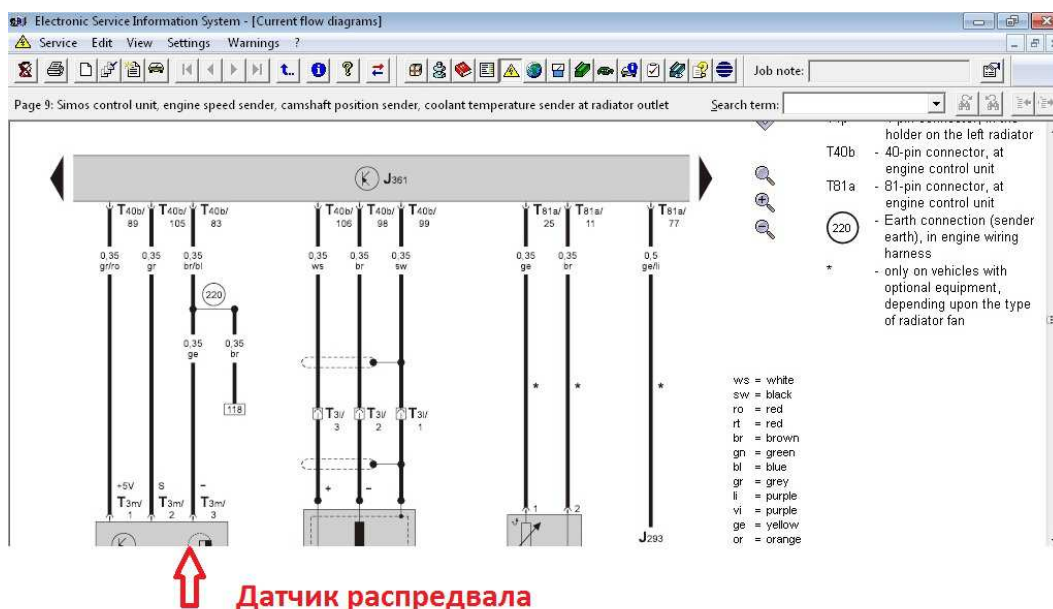 Electronic Service Information System - [Current flow diagrams]
Service Edit View Settings Warnings ?
Job note:
Page 9: Simos control unit, engine speed sender, camshaft position sender, coolant temperature sender at radiator outlet
Search term:
holder on the left radiator
T40b - 40-pin connector, at
engine control unit
T81a - 81-pin connector, at
engine control unit
220 - Earth connection (sender
earth), in engine wiring
harness
* - only on vehicles with
optional equipment,
depending upon the type
of radiator fan
J361
T40b/ T40b/ T40b/ T40b/ T40b/ T40b/ T81a/ T81a/ T81a/
89 105 83 106 98 99 25 11 77
0,35 0,35 0,35 0,35 0,35 0,35 0,35 0,35 0,5
gr/ro gr br/bl ws br sw ge br ge/li
220
0,35 0,35
ge br
* * *
118
T3l/ T3l/ T3l/
3 2 1
+5V S -
T3m/ T3m/ T3m/
1 2 3
+ -
1 2
J293
ws = white
sw = black
ro = red
rt = red
br = brown
gn = green
bl = blue
gr = grey
li = purple
vi = purple
ge = yellow
or = orange
Датчик распредвала